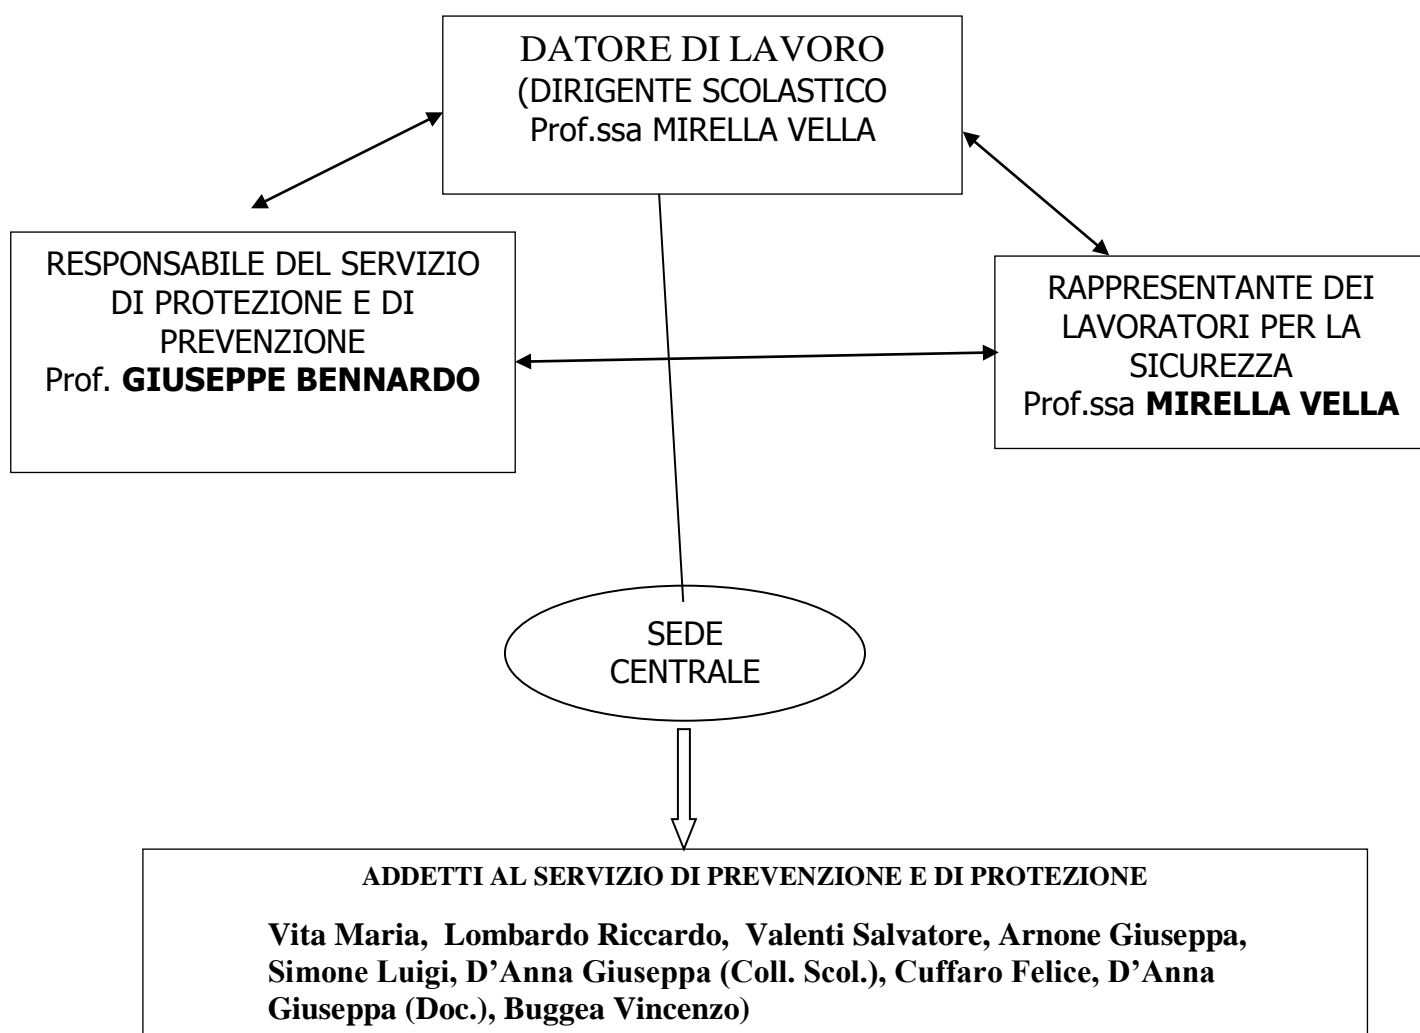 DATORE DI LAVORO
(DIRIGENTE SCOLASTICO
Prof.ssa MIRELLA VELLA
RESPONSABILE DEL SERVIZIO
DI PROTEZIONE E DI
PREVENZIONE
Prof. GIUSEPPE BENNARDO
RAPPRESENTANTE DEI
LAVORATORI PER LA
SICUREZZA
Prof.ssa MIRELLA VELLA
SEDE
CENTRALE
ADDETTI AL SERVIZIO DI PREVENZIONE E DI PROTEZIONE
Vita Maria, Lombardo Riccardo, Valenti Salvatore, Arnone Giuseppa,
Simone Luigi, D’Anna Giuseppa (Coll. Scol.), Cuffaro Felice, D’Anna
Giuseppa (Doc.), Buggea Vincenzo)